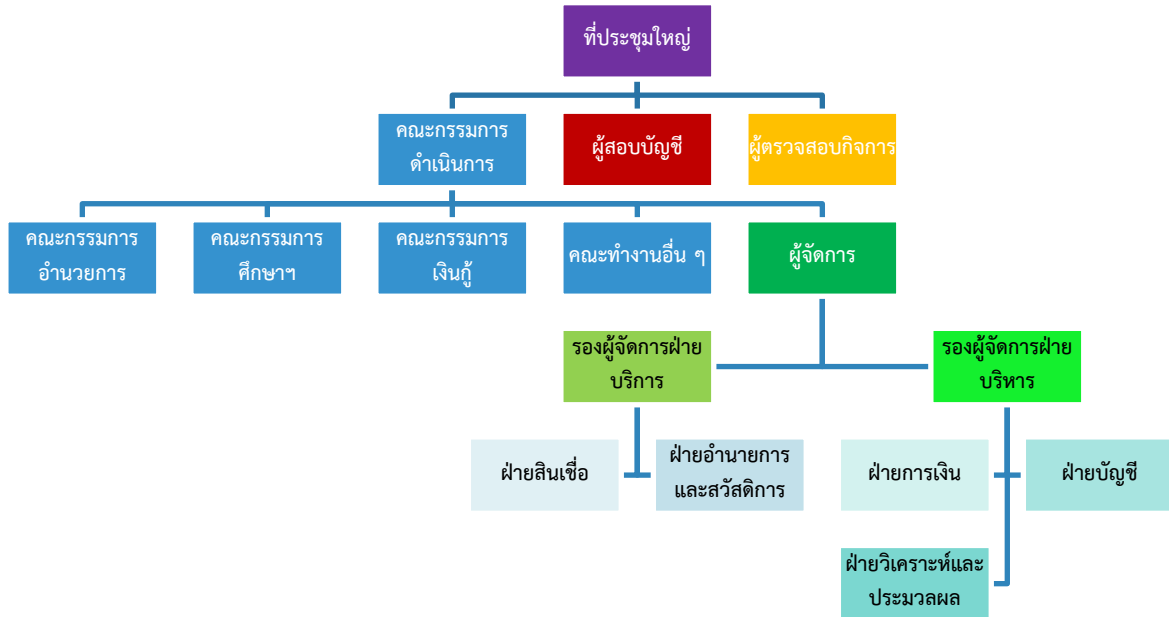 ที่ประชุมใหญ่
คณะกรรมการ
ดำเนินการ
ผู้สอบบัญชี
ผู้ตรวจสอบกิจการ
คณะกรรมการ
อำนวยการ
คณะกรรมการ
ศึกษาฯ
คณะกรรมการ
เงินกู้
คณะทำงานอื่น ๆ
ผู้จัดการ
รองผู้จัดการฝ่าย
บริการ
รองผู้จัดการฝ่าย
บริหาร
ฝ่ายสินเชื่อ
ฝ่ายอำนายการ
และสวัสดิการ
ฝ่ายการเงิน
ฝ่ายบัญชี
ฝ่ายวิเคราะห์และ
ประมวลผล